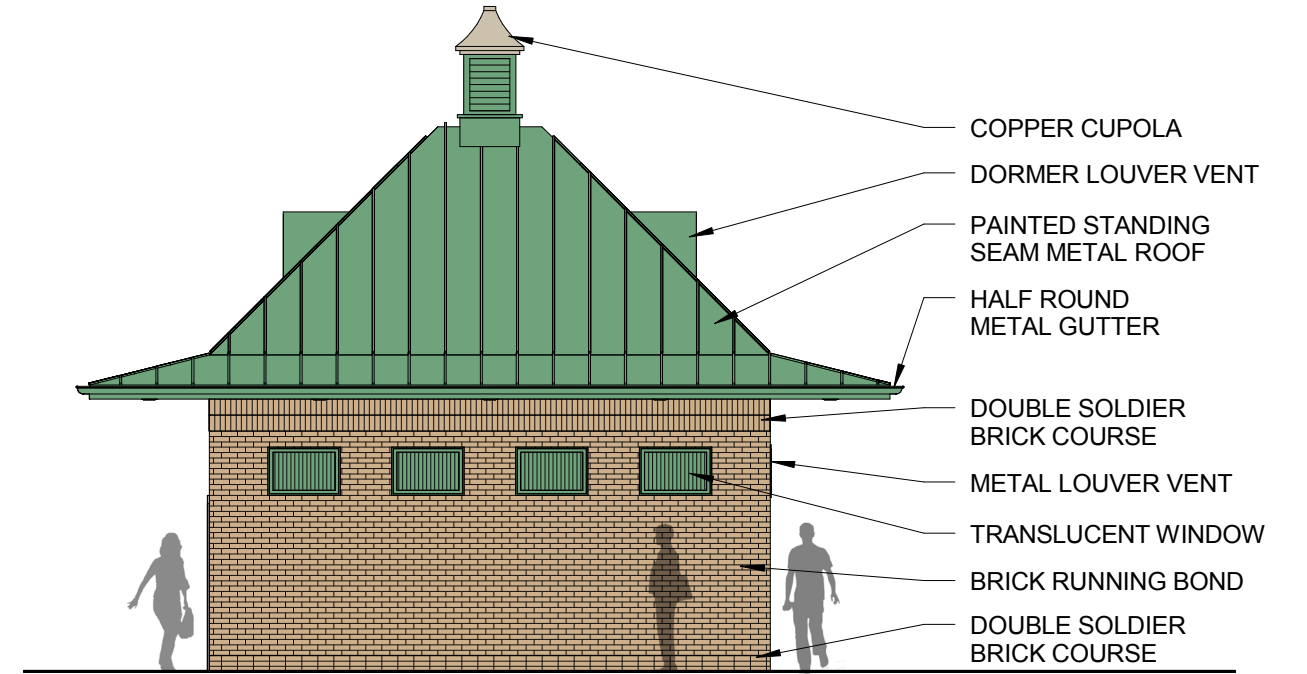 COPPER CUPOLA
DORMER LOUVER VENT
PAINTED STANDING
SEAM METAL ROOF
HALF ROUND
METAL GUTTER
DOUBLE SOLDIER
BRICK COURSE
METAL LOUVER VENT
TRANSLUCENT WINDOW
BRICK RUNNING BOND
DOUBLE SOLDIER
BRICK COURSE